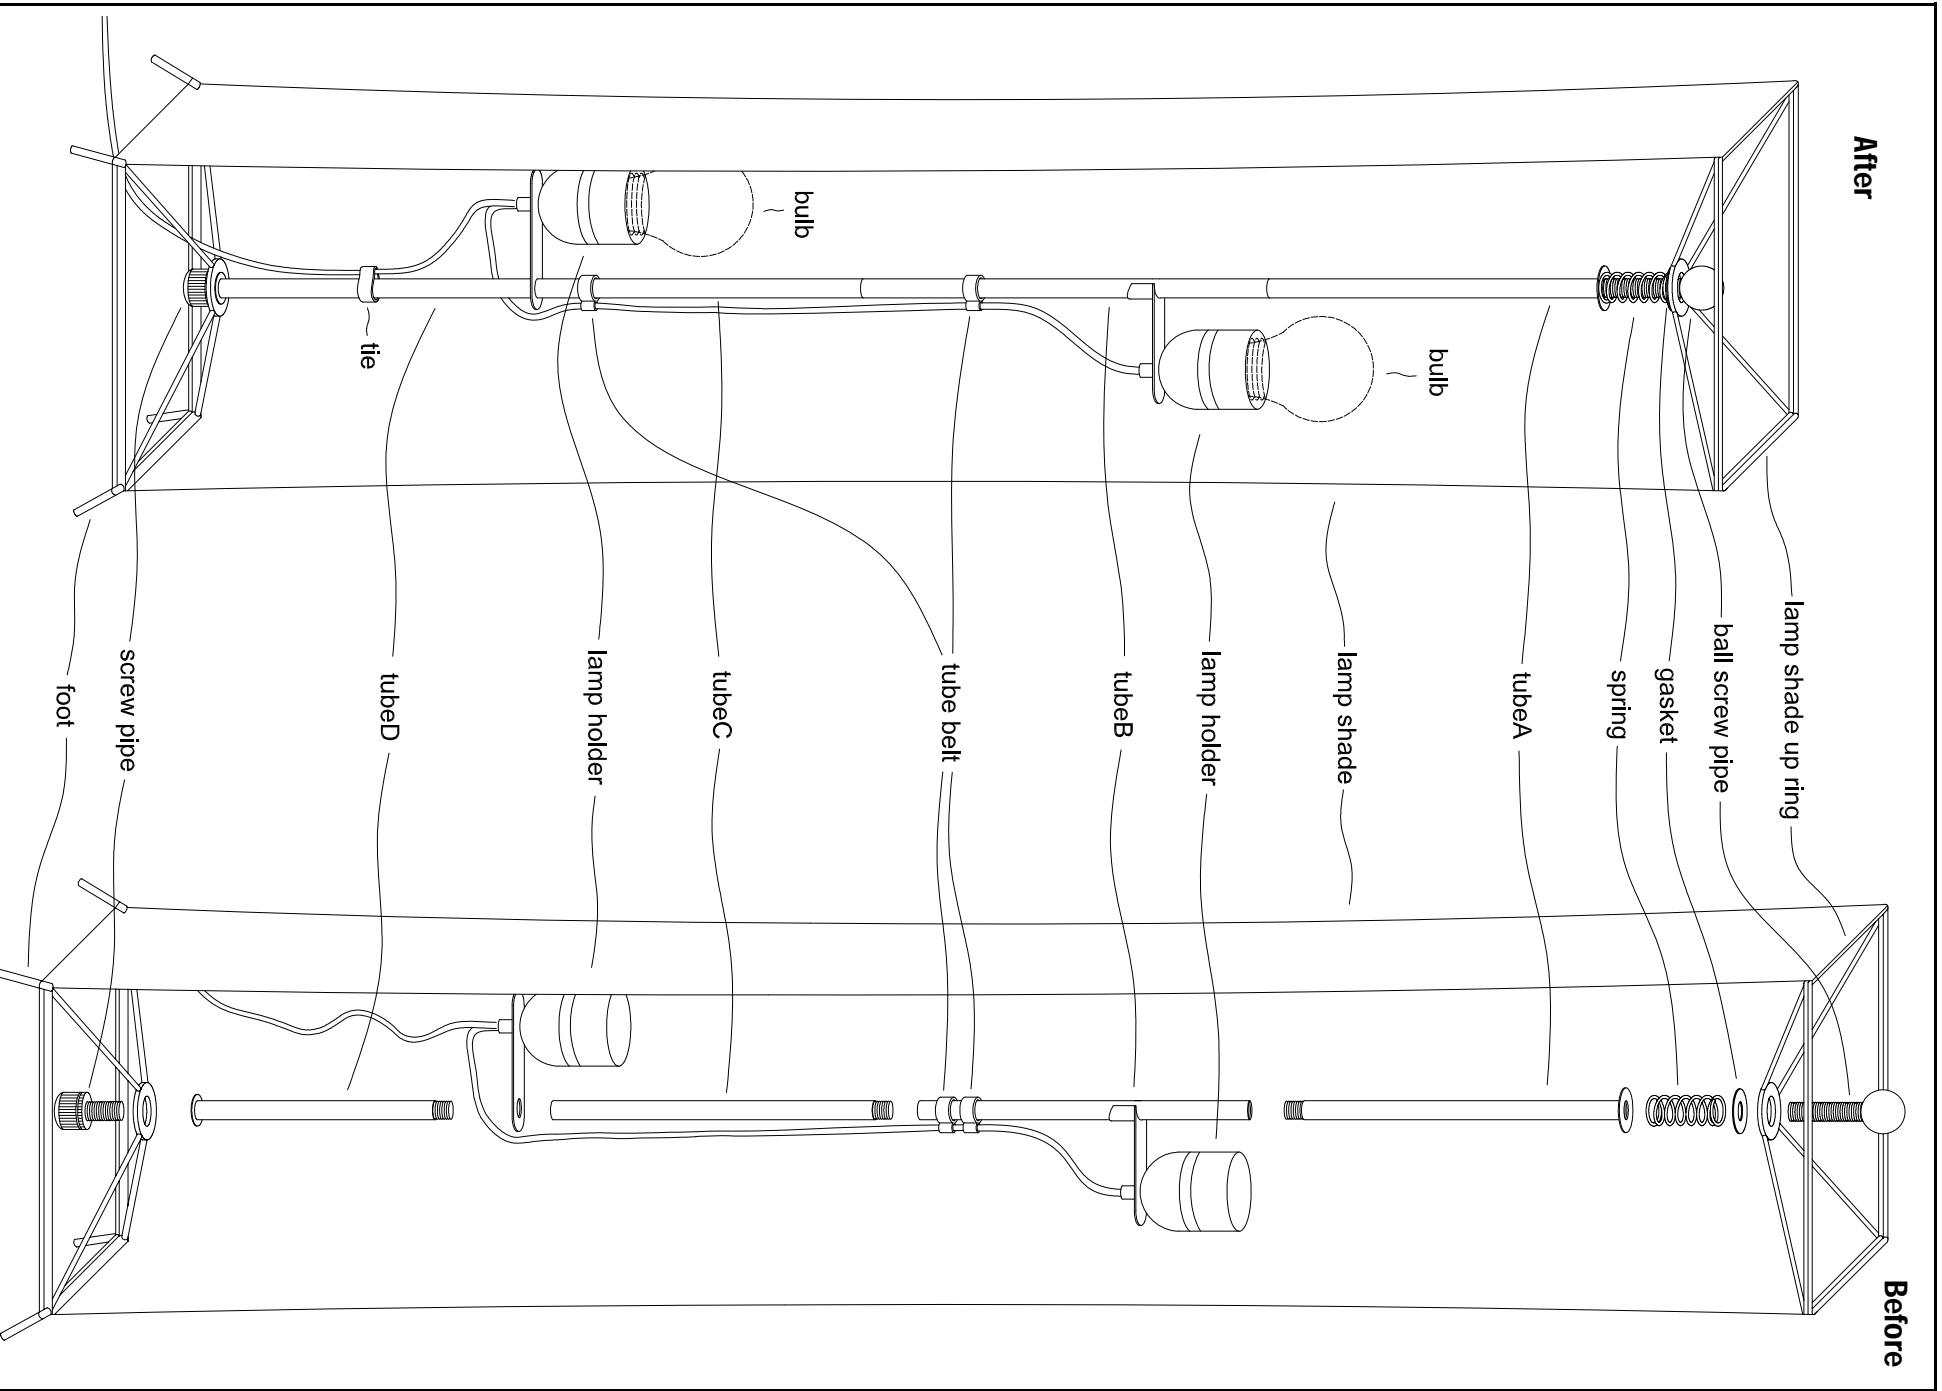 Before
After
lamp shade up ring
ball screw pipe
gasket
spring
tubeA
bulb
lamp shade
lamp holder
tubeB
tube belt
bulb
tubeC
lamp holder
tubeD
tie
screw pipe
foot